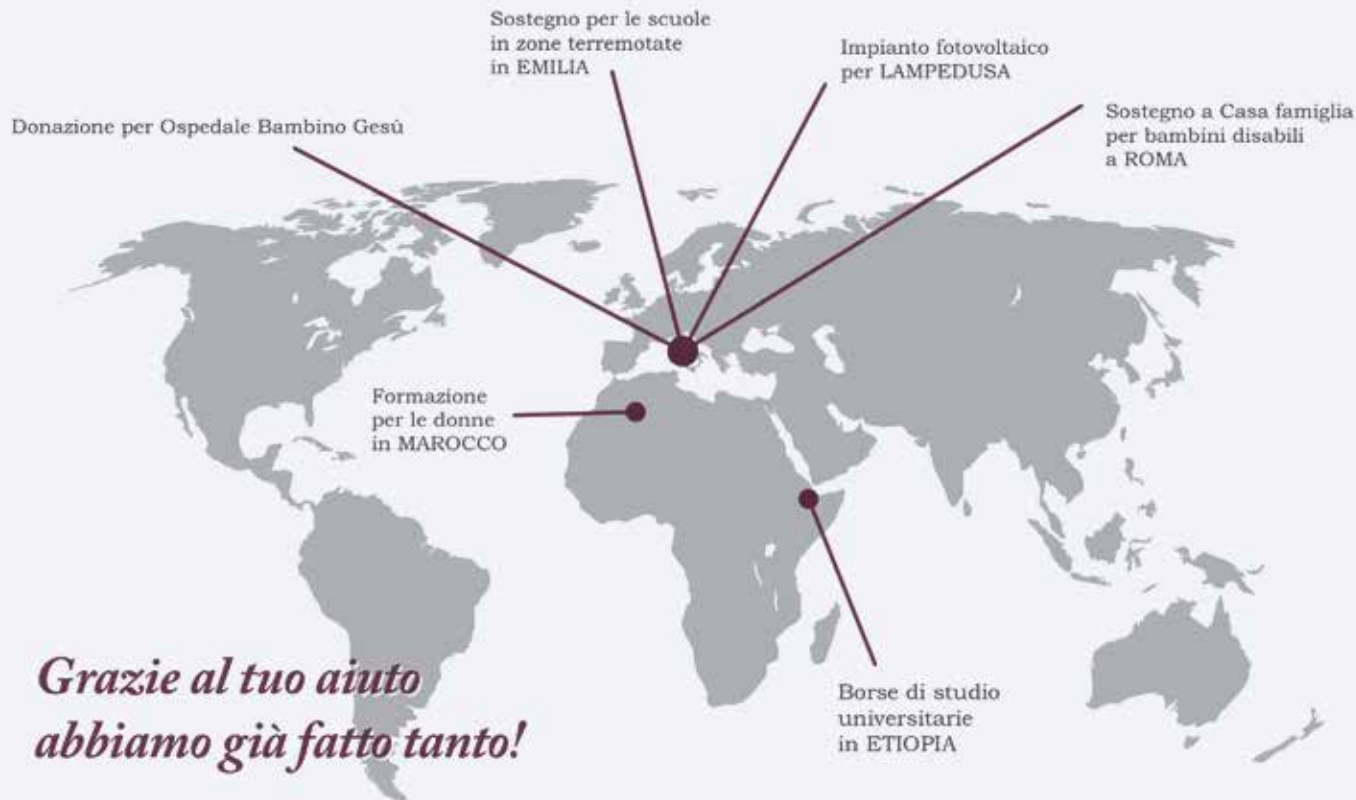 Sostegno per le scuole
in zone terremotate
in EMILIA
Impianto fotovoltaico
per LAMPEDUSA
Sostegno a Casa famiglia
per bambini disabili
a ROMA
Donazione per Ospedale Bambino Gesû
Formazione
per le donne
in MAROCCO
Borse di studio
universitarie
in ETIOPIA
Grazie al tuo aiuto
abbiamo già fatto tanto!